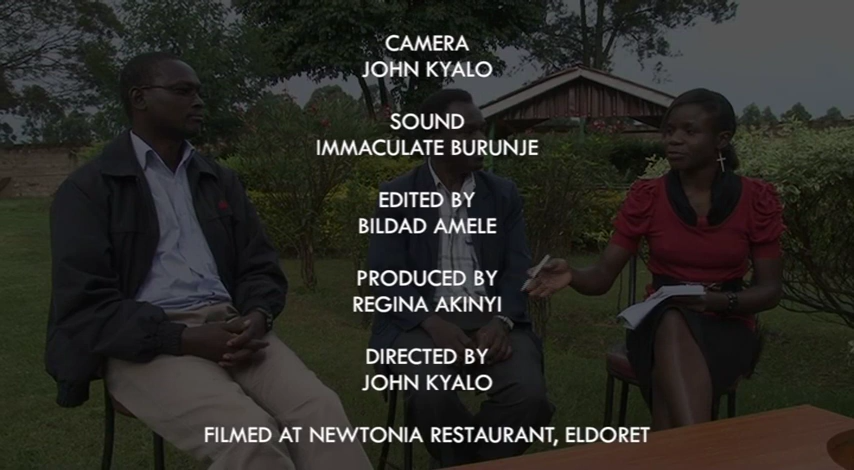 CAMERA
JOHN KYALO
SOUND
IMMACULATE BURUNJE
EDITED BY
BILDAD AMELE
PRODUCED BY
REGINA AKINYI
DIRECTED BY
JOHN KYALO
FILMED AT NEWTONIA RESTAURANT, ELDORET